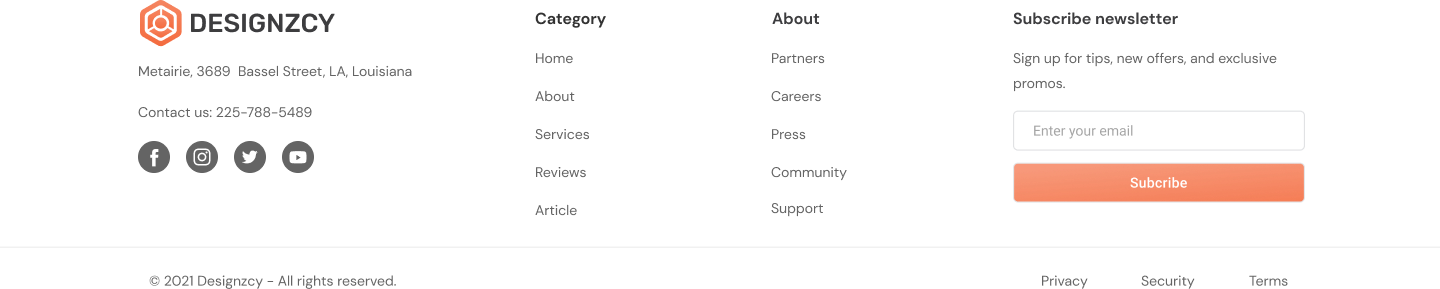 DESIGNZCY
Metairie, 3689 Bassel Street, LA, Louisiana
Contact us: 225-788-5489
Category
Home
About
Services
Reviews
Article
About
Partners
Careers
Press
Community
Support
Subscribe newsletter
Sign up for tips, new offers, and exclusive
promos.
Enter your email
Subcribe
© 2021 Designzcy - All rights reserved.
Privacy Security Terms